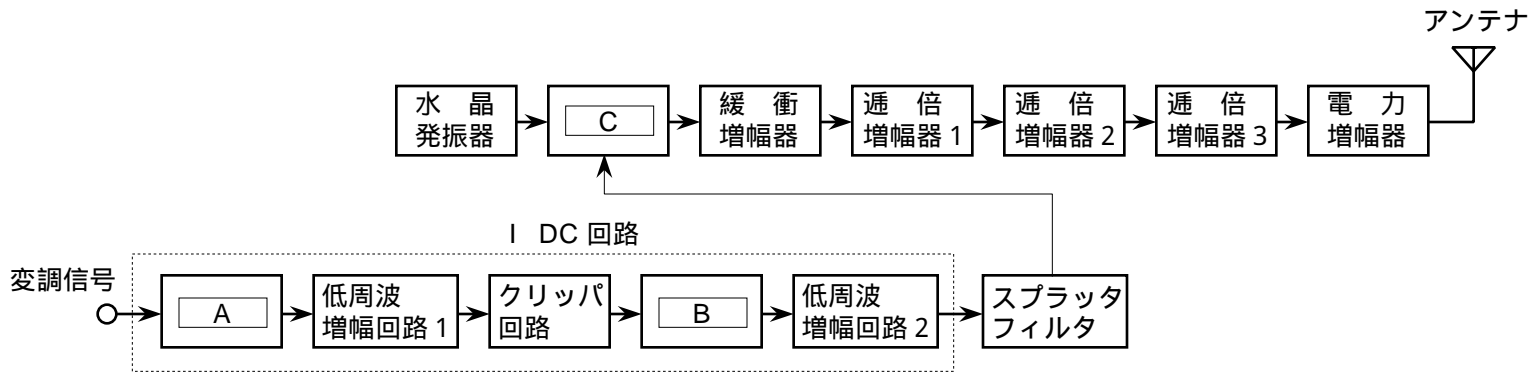 アンテナ
水 晶
発振器
C
緩 衝
増幅器
逓 倍
増幅器 1
逓 倍
増幅器 2
逓 倍
増幅器 3
電 力
増幅器
I DC 回路
変調信号
A
低周波
増幅回路 1
クリッパ
回路
B
低周波
増幅回路 2
スプラッタ
フィルタ